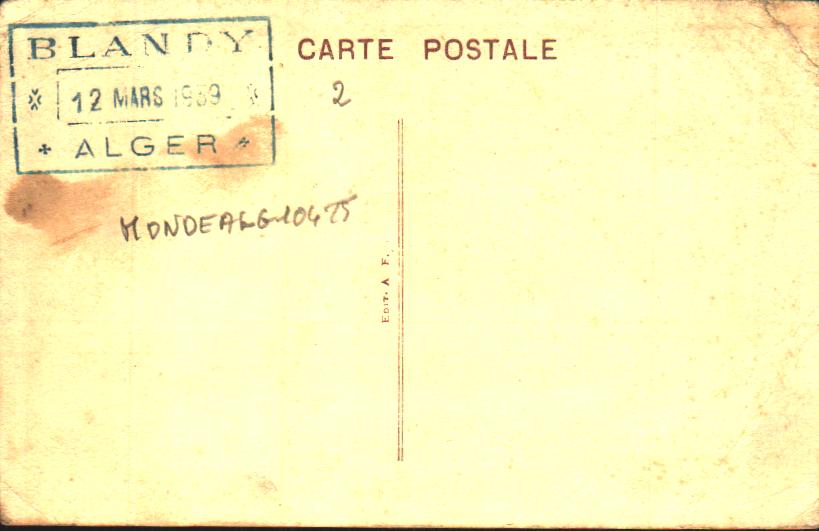 BLANDY
12 MARS 1939
ALGER
CARTE POSTALE
2
MONDEALG10475
EDIT. A F.